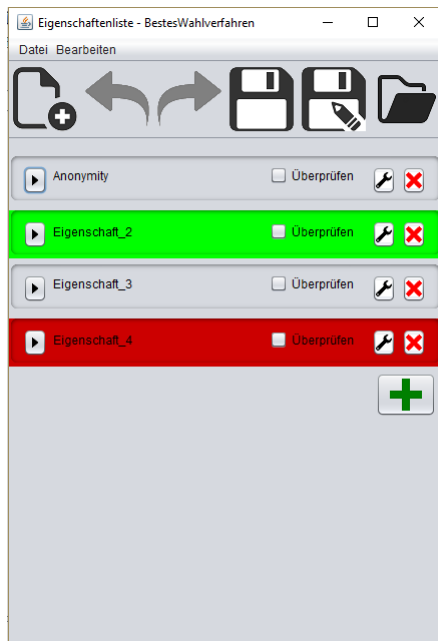 Eigenschaftenliste - BestesWahlverfahren
Datei Bearbeiten
Anonymity Überprüfen
Eigenschaft_2 Überprüfen
Eigenschaft_3 Überprüfen
Eigenschaft_4 Überprüfen